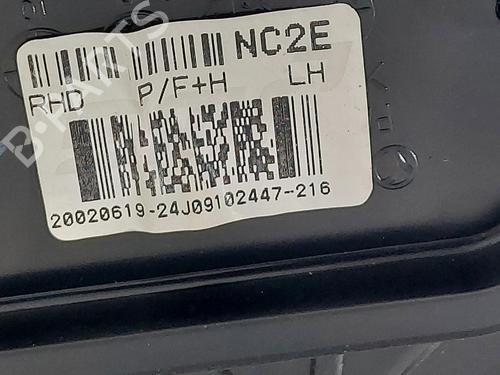 NC2E
RHD P/F+H LH
20020619-24J09102447-216
B-PARTS